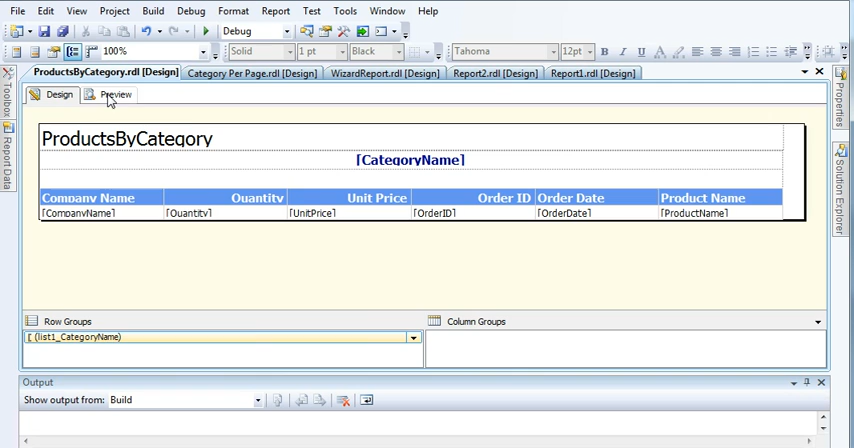 File Edit View Project Build Debug Format Report Test Tools Window Help
Debug
100% Solid 1 pt Black Tahoma 12pt B I U A
ProductsByCategory.rdl [Design] Category Per Page.rdl [Design] WizardReport.rdl [Design] Report2.rdl [Design] Report1.rdl [Design]
Design Preview
Toolbox
Report Data
Properties
Solution Explorer
ProductsByCategory
[CategoryName]
Company Name Quantity Unit Price Order ID Order Date Product Name
[CompanyName] [Quantity] [UnitPrice] [OrderID] [OrderDate] [ProductName]
Row Groups Column Groups
[ (list1_CategoryName)
Output
Show output from: Build